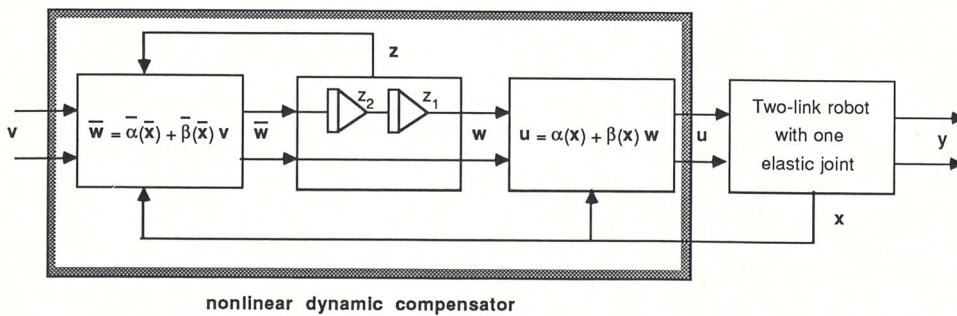 z
v
w̅ = α̅(x̅) + β̅(x̅) v
w̅
w̅
z₂
z₁
w
u = α(x) + β(x) w
u
Two-link robot
with one
elastic joint
y
x
nonlinear dynamic compensator